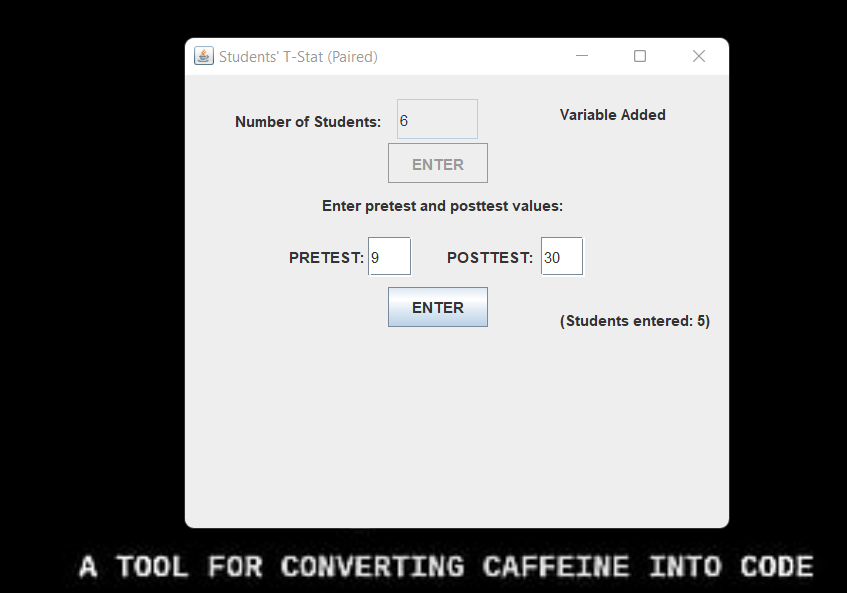 Students' T-Stat (Paired)
Number of Students: 6
Variable Added
ENTER
Enter pretest and posttest values:
PRETEST: 9 POSTTEST: 30
ENTER
(Students entered: 5)
A TOOL FOR CONVERTING CAFFEINE INTO CODE